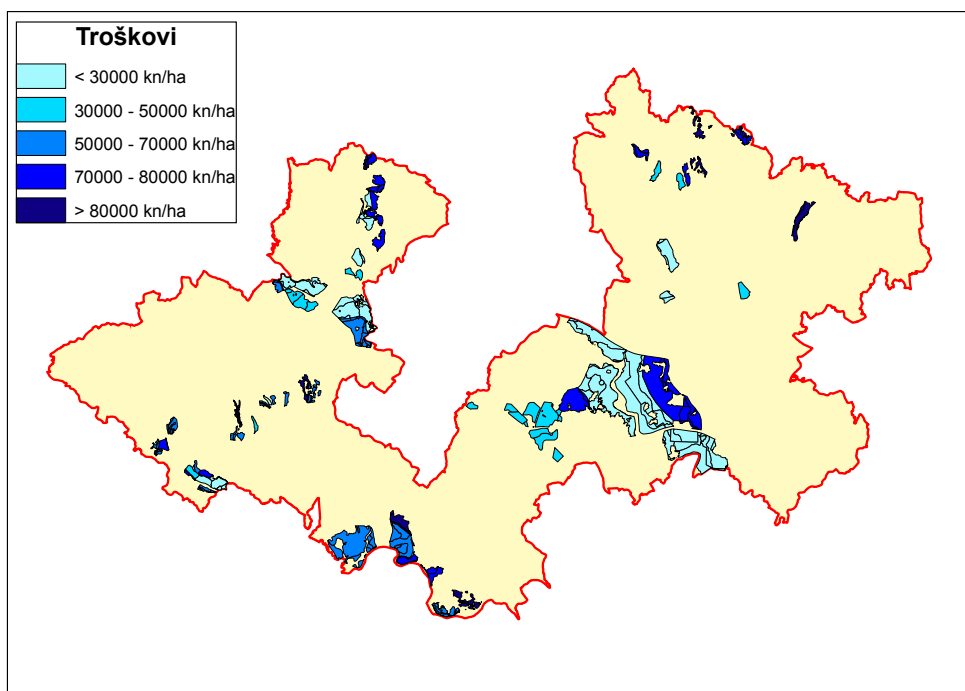 Troškovi
< 30000 kn/ha
30000 - 50000 kn/ha
50000 - 70000 kn/ha
70000 - 80000 kn/ha
> 80000 kn/ha